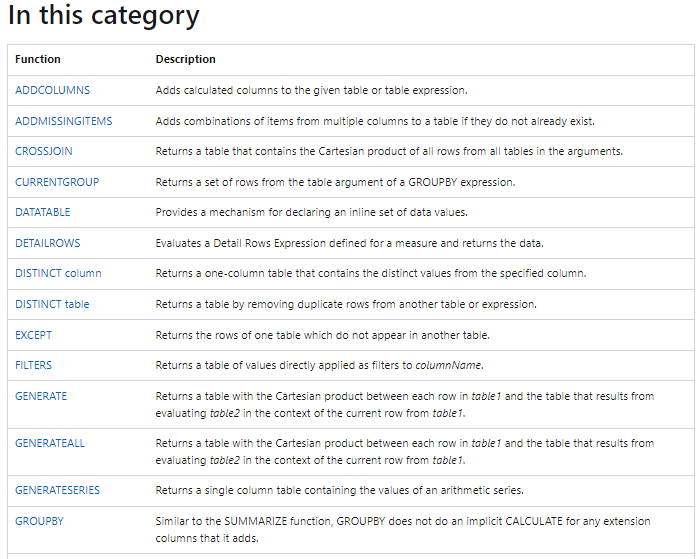 In this category
Function Description
ADDCOLUMNS Adds calculated columns to the given table or table expression.
ADDMISSINGITEMS Adds combinations of items from multiple columns to a table if they do not already exist.
CROSSJOIN Returns a table that contains the Cartesian product of all rows from all tables in the arguments.
CURRENTGROUP Returns a set of rows from the table argument of a GROUPBY expression.
DATATABLE Provides a mechanism for declaring an inline set of data values.
DETAILROWS Evaluates a Detail Rows Expression defined for a measure and returns the data.
DISTINCT column Returns a one-column table that contains the distinct values from the specified column.
DISTINCT table Returns a table by removing duplicate rows from another table or expression.
EXCEPT Returns the rows of one table which do not appear in another table.
FILTERS Returns a table of values directly applied as filters to columnName.
GENERATE Returns a table with the Cartesian product between each row in table1 and the table that results from
evaluating table2 in the context of the current row from table1.
GENERATEALL Returns a table with the Cartesian product between each row in table1 and the table that results from
evaluating table2 in the context of the current row from table1.
GENERATESERIES Returns a single column table containing the values of an arithmetic series.
GROUPBY Similar to the SUMMARIZE function, GROUPBY does not do an implicit CALCULATE for any extension
columns that it adds.